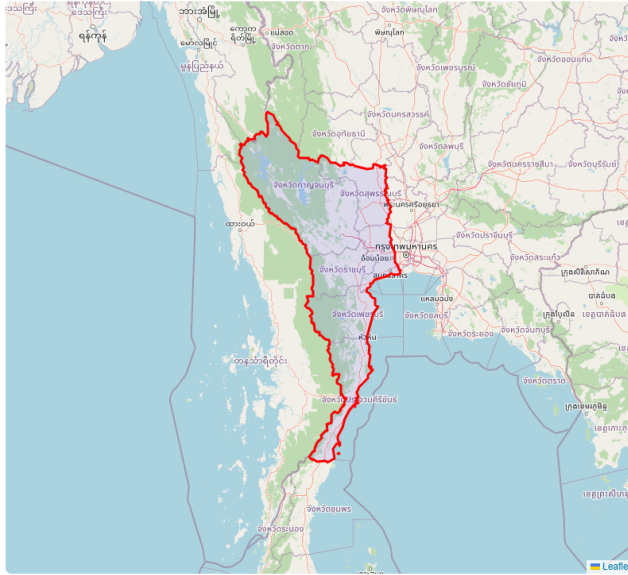 ဘားအံမြို့
จังหวัดพิษณุโลก
แม่สอด
พิษณุโลก
ရန်ကုန်
မော်လမြိုင်
จังหวัดตาก
မွန်ပြည်နယ်
จังหวัดเพชรบูรณ์
จังหวัดขอนแก่น
จังหวัดชัยภูมิ
จังหวัดนครสวรรค์
จังหวัดอุทัยธานี
จังหวัดลพบุรี
จังหวัดนครราชสีมา
จังหวัดบุรีรัมย์
จังหวัดกาญจนบุรี
จังหวัดสุพรรณบุรี
พระนครศรีอยุธยา
ထားဝယ်
จังหวัดปราจีนบุรี
กรุงเทพมหานคร
จังหวัดสระแก้ว
อ้อมน้อย
สมุทรสาคร
จังหวัดราชบุรี
แหลมฉบัง
จังหวัดเพชรบุรี
จังหวัดชลบุรี
จังหวัดระยอง
จังหวัดจันทบุรี
หัวหิน
တနင်္သာရီတိုင်း
จังหวัดตราด
จังหวัดประจวบคีรีขันธ์
จังหวัดชุมพร
จังหวัดระนอง
Leafle